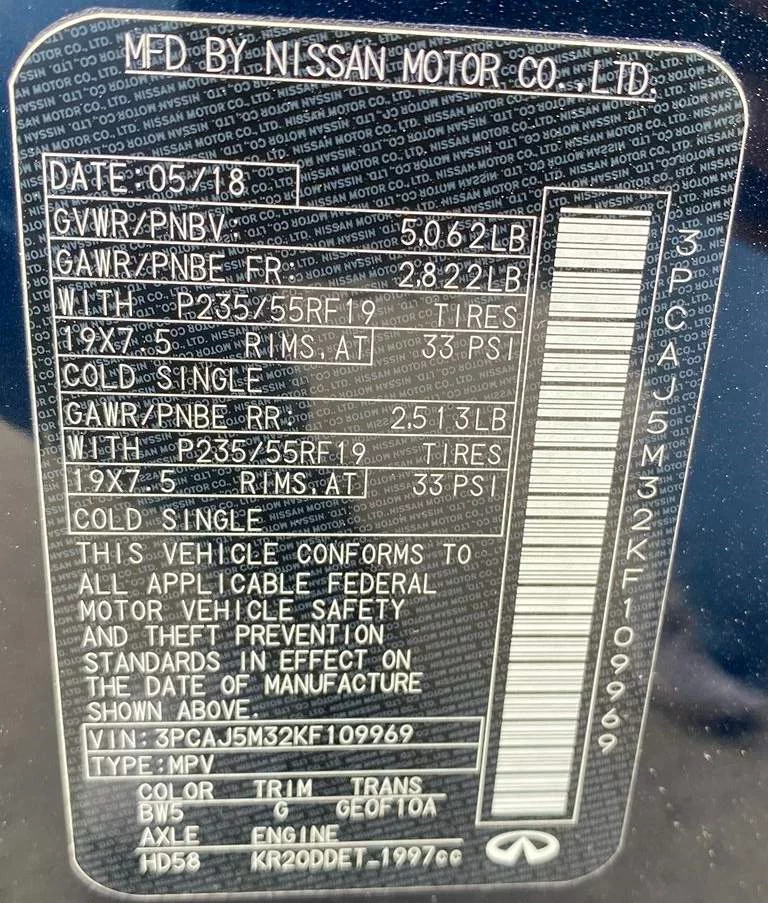 MFD BY NISSAN MOTOR CO.,LTD.
DATE:05/18
GVWR/PNBV: 5,062LB
GAWR/PNBE FR: 2,822LB
WITH P235/55RF19 TIRES
19X7.5 RIMS,AT 33 PSI
COLD SINGLE
GAWR/PNBE RR: 2,513LB
WITH P235/55RF19 TIRES
19X7.5 RIMS,AT 33 PSI
COLD SINGLE
THIS VEHICLE CONFORMS TO
ALL APPLICABLE FEDERAL
MOTOR VEHICLE SAFETY
AND THEFT PREVENTION
STANDARDS IN EFFECT ON
THE DATE OF MANUFACTURE
SHOWN ABOVE.
VIN:3PCAJ5M32KF109969
TYPE:MPV
COLOR TRIM TRANS
BW5 G GEOF10A
AXLE ENGINE
HD58 KR20DDET-1997cc
3PCAJ5M32KF109969